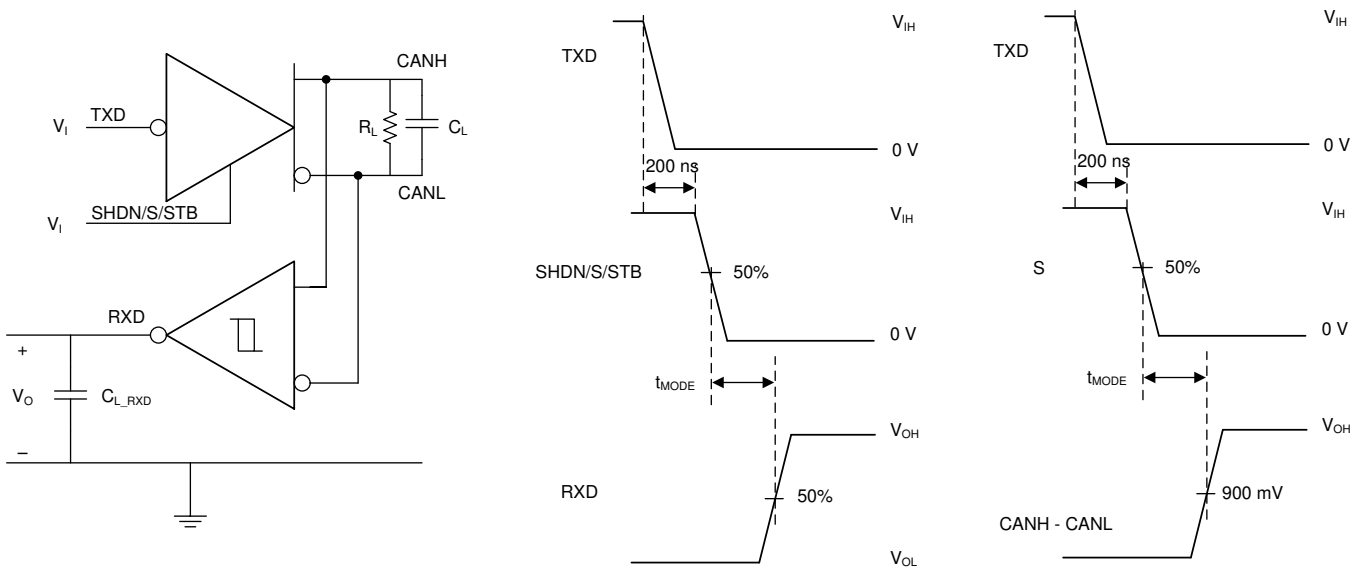 CANH
TXD
V_I
R_L
C_L
CANL
SHDN/S/STB
V_I
RXD
+
V_O
C_L_RXD
–
V_IH
TXD
0 V
200 ns
V_IH
SHDN/S/STB
50%
0 V
t_MODE
V_OH
RXD
50%
V_OL
V_IH
TXD
0 V
200 ns
V_IH
S
50%
0 V
t_MODE
V_OH
900 mV
CANH - CANL